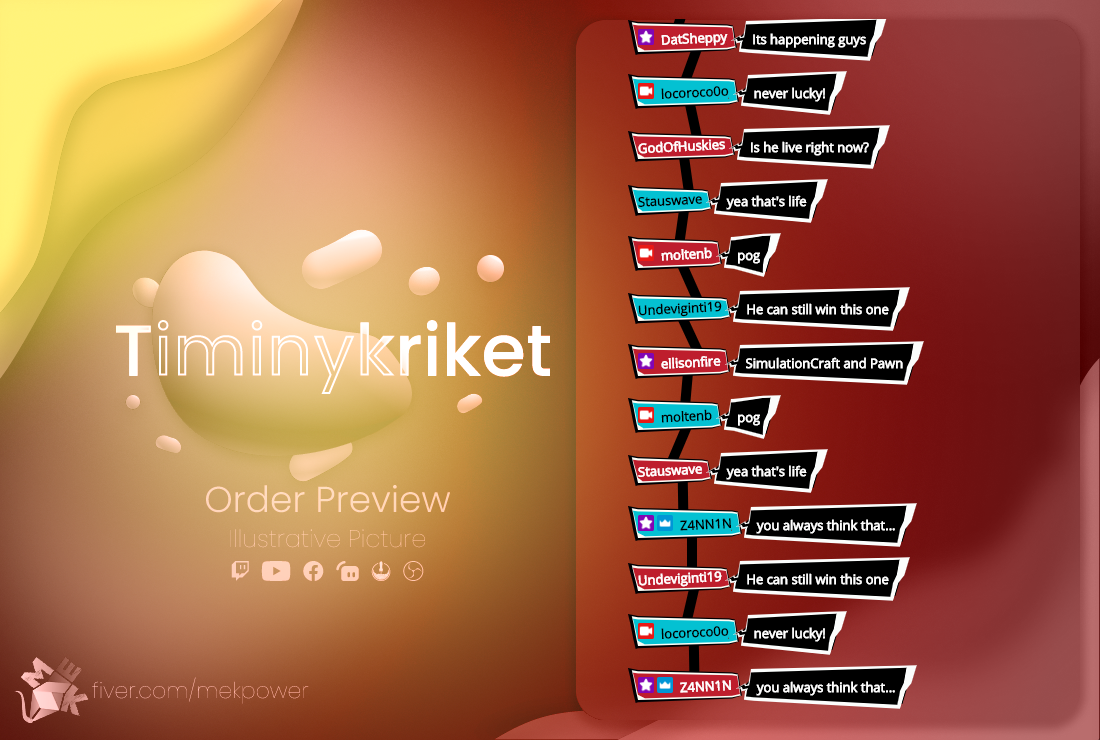 Timinykriket
Order Preview
Illustrative Picture
MEK
fiver.com/mekpower
DatSheppy Its happening guys
locoroco0o never lucky!
GodOfHuskies Is he live right now?
Stauswave yea that's life
moltenb pog
Undeviginti19 He can still win this one
ellisonfire SimulationCraft and Pawn
moltenb pog
Stauswave yea that's life
Z4NN1N you always think that...
Undeviginti19 He can still win this one
locoroco0o never lucky!
Z4NN1N you always think that...